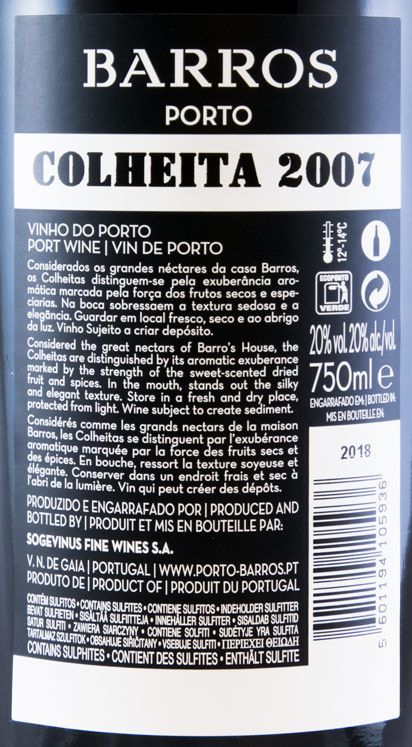 BARROS
PORTO
COLHEITA 2007
VINHO DO PORTO
PORT WINE | VIN DE PORTO
Considerados os grandes néctares da casa Barros,
os Colheitas distinguem-se pela exuberância aro-
mática marcada pela força dos frutos secos e espe-
ciarias. Na boca sobressaem a textura sedosa e a
elegância. Guardar em local fresco, seco e ao abrigo
da luz. Vinho Sujeito a criar depósito.
Considered the great nectars of Barro's House, the
Colheitas are distinguished by its aromatic exuberance
marked by the strength of the sweet-scented dried
fruit and spices. In the mouth, stands out the silky
and elegant texture. Store in a fresh and dry place,
protected from light. Wine subject to create sediment.
Considérés comme les grands nectars de la maison
Barros, les Colheitas se distinguent par l'exubérance
aromatique marquée par la force des fruits secs et
des épices. En bouche, ressort la texture soyeuse et
élégante. Conserver dans un endroit frais et sec à
l'abri de la lumière. Vin qui peut créer des dépôts.
PRODUZIDO E ENGARRAFADO POR | PRODUCED AND
BOTTLED BY | PRODUIT ET MIS EN BOUTEILLE PAR:
SOGEVINUS FINE WINES S.A.
V. N. DE GAIA | PORTUGAL | WWW.PORTO-BARROS.PT
PRODUTO DE | PRODUCT OF | PRODUIT DU PORTUGAL
CONTÉM SULFITOS • CONTAINS SULFITES • CONTIENE SULFITOS • INDEHOLDER SULFITTER
BEVAT SULFIETEN • SISÄLTÄÄ SULFIITTEJA • INNEHÅLLER SULFITER • SISALDAB SULFITID
SATUR SULFITI • ZAWIERA SIARCZYNY • CONTIENE SOLFITI • SUDĖTYJE YRA SULFITA
TARTALMAZ SZULFITOK • OBSAHUJE SIŘIČITANY • VSEBUJE SULFITI • ΠΕΡΙΕΧΕΙ ΘΕΙΩΔΗ
CONTAINS SULPHITES • CONTIENT DES SULFITES • ENTHÄLT SULFITE
12º-14ºC
ECOPONTO
VERDE
20% vol. 20% alc./vol.
750ml e
ENGARRAFADO EM: | BOTTLED IN:
MIS EN BOUTEILLE EN:
2018
5 601194 105936